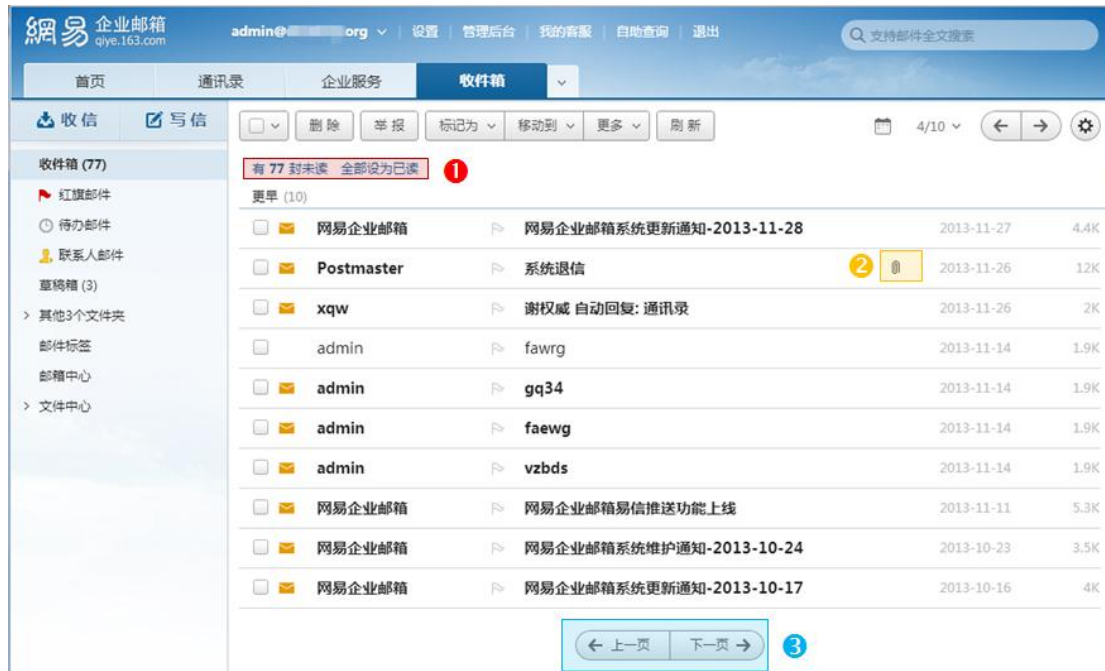 網易 企业邮箱
qiye.163.com
admin@ org 设置 管理后台 我的客服 自助查询 退出
支持邮件全文搜索
首页 通讯录 企业服务 收件箱
收信 写信
删除 举报 标记为 移动到 更多 刷新 4/10
收件箱 (77)
红旗邮件
待办邮件
联系人邮件
草稿箱 (3)
其他3个文件夹
邮件标签
邮箱中心
文件中心
有 77 封未读 全部设为已读 1
更早 (10)
网易企业邮箱 网易企业邮箱系统更新通知-2013-11-28 2013-11-27 4.4K
Postmaster 系统退信 2 2013-11-26 12K
xqw 谢权威 自动回复: 通讯录 2013-11-26 2K
admin fawrg 2013-11-14 1.9K
admin gq34 2013-11-14 1.9K
admin faewg 2013-11-14 1.9K
admin vzbds 2013-11-14 1.9K
网易企业邮箱 网易企业邮箱易信推送功能上线 2013-11-11 5.3K
网易企业邮箱 网易企业邮箱系统维护通知-2013-10-24 2013-10-23 3.5K
网易企业邮箱 网易企业邮箱系统更新通知-2013-10-17 2013-10-16 4K
上一页 下一页 3